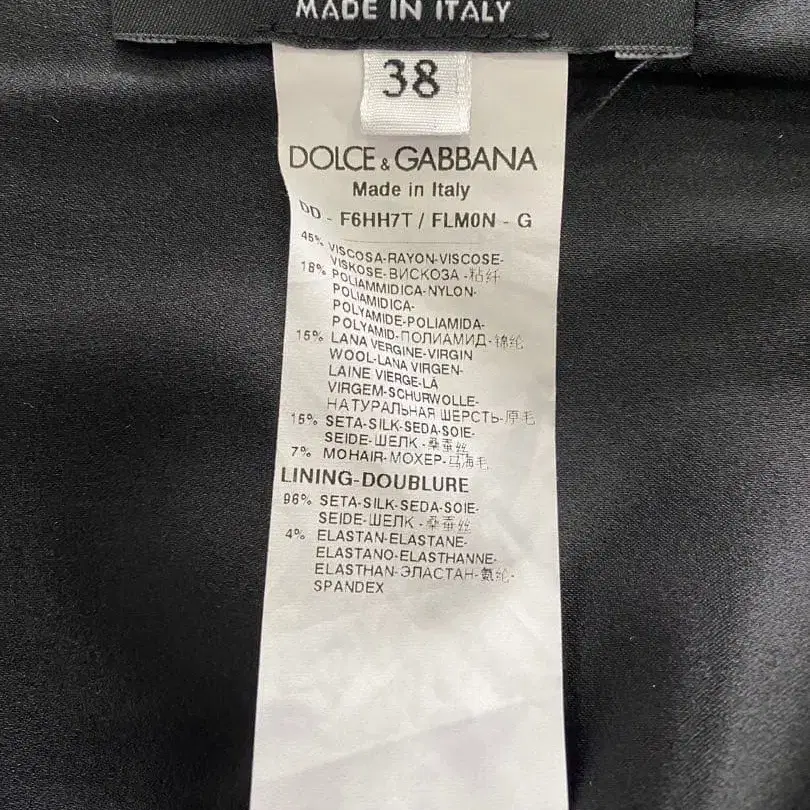 MADE IN ITALY
38
DOLCE & GABBANA
Made in Italy
DD - F6HH7T / FLM0N - G
45% VISCOSA-RAYON-VISCOSE-
VISKOSE-ВИСКОЗА -粘纤
18% POLIAMMIDICA-NYLON-
POLIAMIDICA-
POLYAMIDE-POLIAMIDA-
POLYAMID-ПОЛИАМИД-锦纶
15% LANA VERGINE-VIRGIN
WOOL-LANA VIRGEN-
LAINE VIERGE-LÃ
VIRGEM-SCHURWOLLE-
НАТУРАЛЬНАЯ ШЕРСТЬ-原毛
15% SETA-SILK-SEDA-SOIE-
SEIDE-ШЕЛК -桑蚕丝
7% MOHAIR-МОХЕР-马海毛
LINING-DOUBLURE
96% SETA-SILK-SEDA-SOIE-
SEIDE-ШЕЛК -桑蚕丝
4% ELASTAN-ELASTANE-
ELASTANO-ELASTHANNE-
ELASTHAN-ЭЛАСТАН-氨纶-
SPANDEX